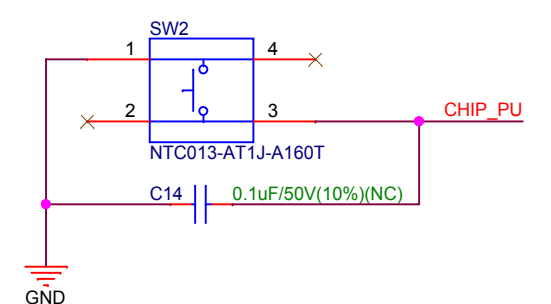 SW2
1 4
2 3
CHIP_PU
NTC013-AT1J-A160T
C14 0.1uF/50V(10%)(NC)
GND